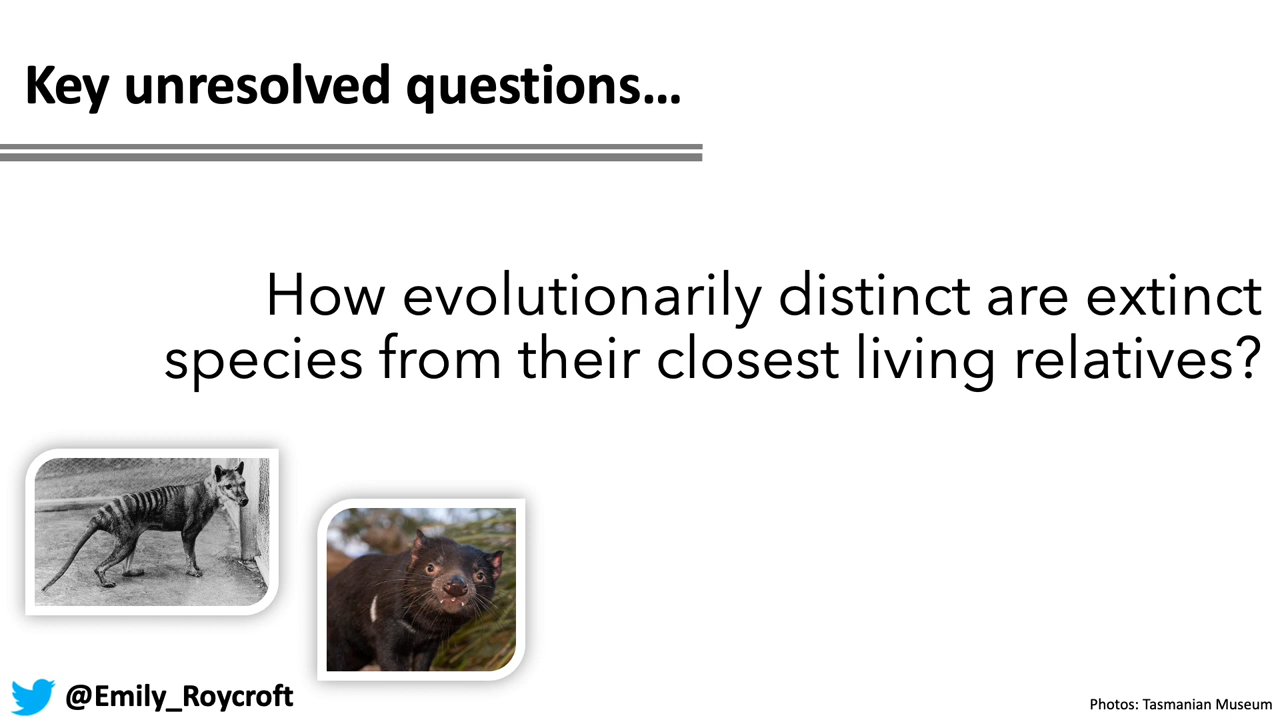 Key unresolved questions...
How evolutionarily distinct are extinct
species from their closest living relatives?
@Emily_Roycroft
Photos: Tasmanian Museum